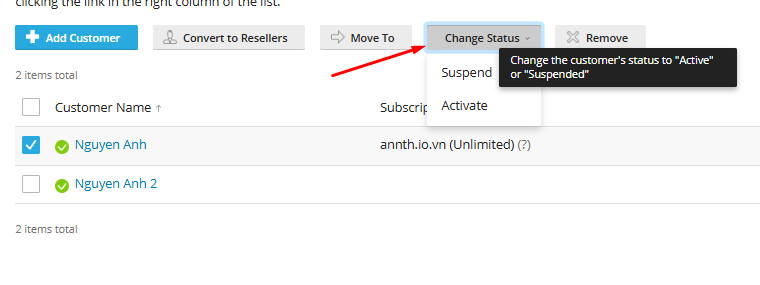 clicking the link in the right column of the list.
Add Customer Convert to Resellers Move To Change Status Remove
Change the customer's status to "Active"
or "Suspended"
2 items total
Suspend
Activate
Customer Name ↑ Subscrip
Nguyen Anh annth.io.vn (Unlimited) (?)
Nguyen Anh 2
2 items total